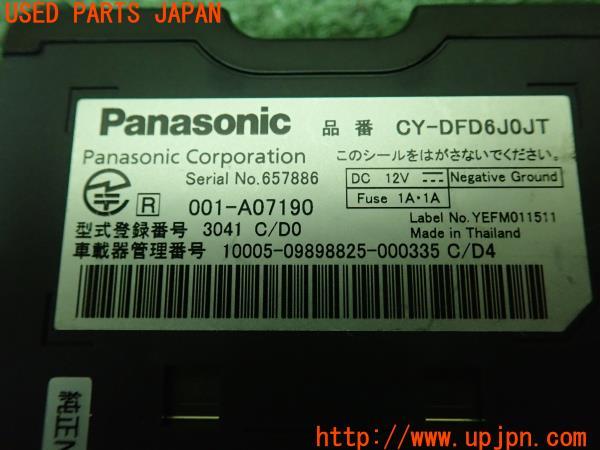 USED PARTS JAPAN
Panasonic 品番 CY-DFD6J0JT
Panasonic Corporation このシールをはがさないでください。
Serial No.657886 DC 12V Negative Ground
Fuse 1A・1A
R 001-A07190 Label No.YEFM011511
型式登録番号 3041 C/D0 Made in Thailand
車載器管理番号 10005-09898825-000335 C/D4
純正
UPJ http://www.upjpn.com